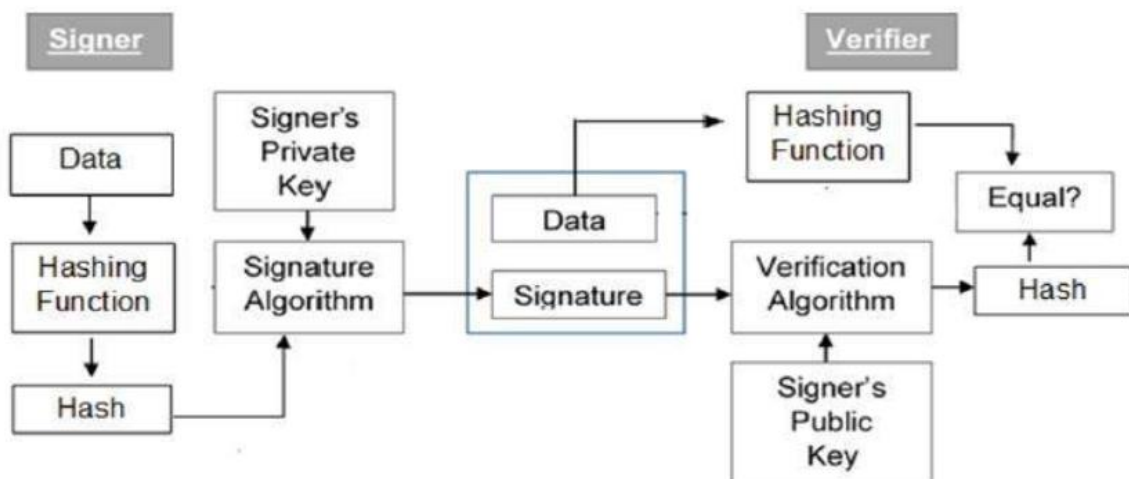 Signer
Verifier
Data
Hashing
Function
Hash
Signer's
Private
Key
Signature
Algorithm
Data
Signature
Hashing
Function
Verification
Algorithm
Signer's
Public
Key
Equal?
Hash